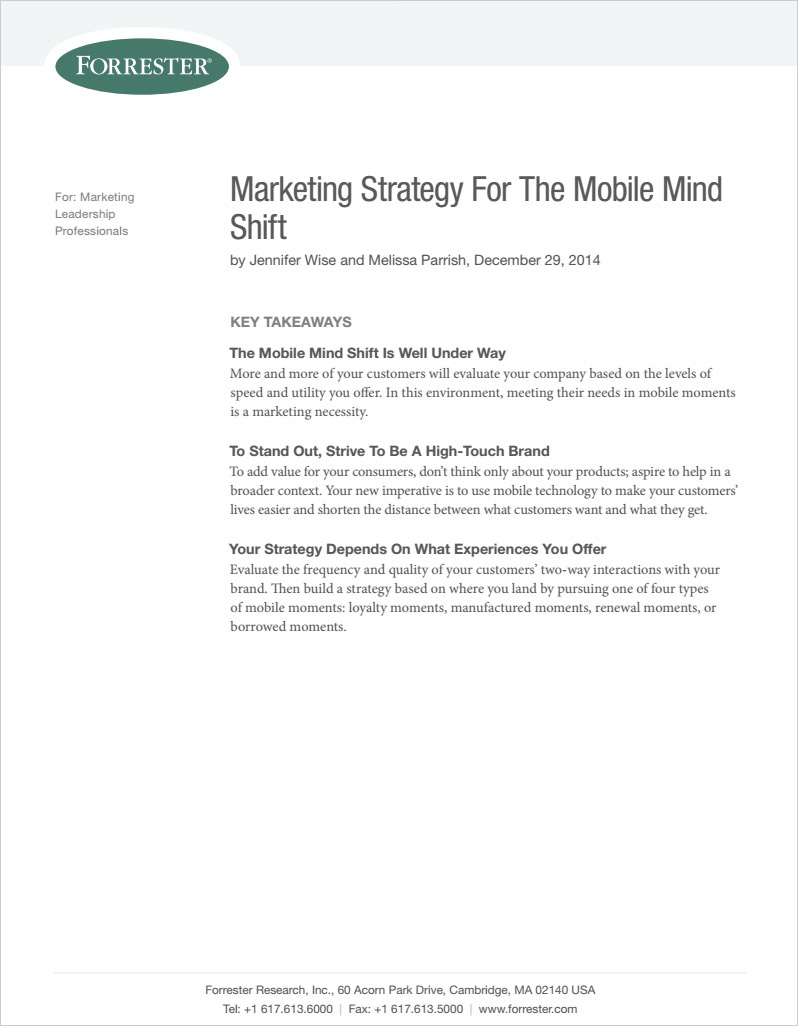 FORRESTER®
For: Marketing
Leadership
Professionals
Marketing Strategy For The Mobile Mind
Shift
by Jennifer Wise and Melissa Parrish, December 29, 2014
KEY TAKEAWAYS
The Mobile Mind Shift Is Well Under Way
More and more of your customers will evaluate your company based on the levels of
speed and utility you offer. In this environment, meeting their needs in mobile moments
is a marketing necessity.
To Stand Out, Strive To Be A High-Touch Brand
To add value for your consumers, don’t think only about your products; aspire to help in a
broader context. Your new imperative is to use mobile technology to make your customers’
lives easier and shorten the distance between what customers want and what they get.
Your Strategy Depends On What Experiences You Offer
Evaluate the frequency and quality of your customers’ two-way interactions with your
brand. Then build a strategy based on where you land by pursuing one of four types
of mobile moments: loyalty moments, manufactured moments, renewal moments, or
borrowed moments.
Forrester Research, Inc., 60 Acorn Park Drive, Cambridge, MA 02140 USA
Tel: +1 617.613.6000 | Fax: +1 617.613.5000 | www.forrester.com